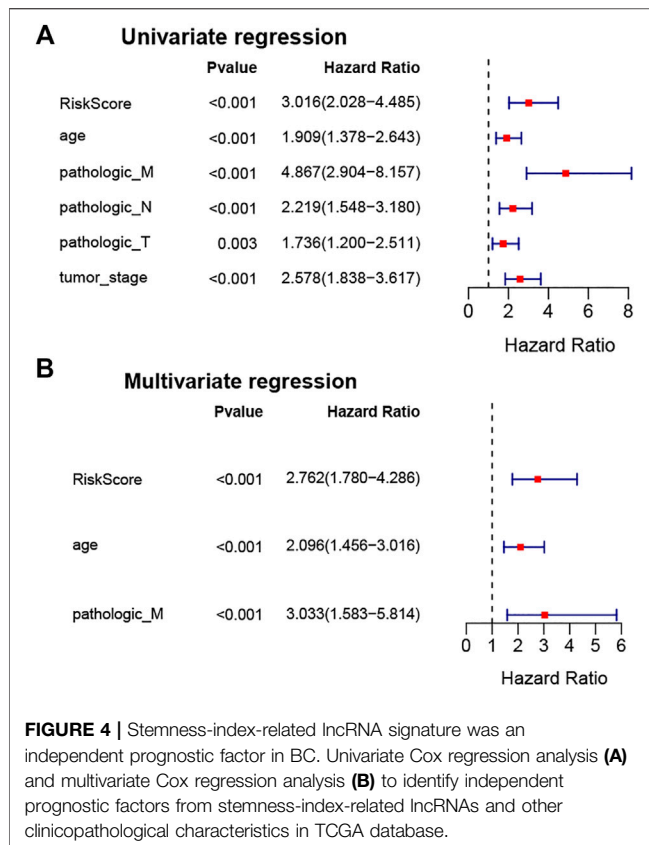 A
Univariate regression
Pvalue Hazard Ratio
RiskScore <0.001 3.016(2.028−4.485)
age <0.001 1.909(1.378−2.643)
pathologic_M <0.001 4.867(2.904−8.157)
pathologic_N <0.001 2.219(1.548−3.180)
pathologic_T 0.003 1.736(1.200−2.511)
tumor_stage <0.001 2.578(1.838−3.617)
0 2 4 6 8
Hazard Ratio
B
Multivariate regression
Pvalue Hazard Ratio
RiskScore <0.001 2.762(1.780−4.286)
age <0.001 2.096(1.456−3.016)
pathologic_M <0.001 3.033(1.583−5.814)
0 1 2 3 4 5 6
Hazard Ratio
FIGURE 4 | Stemness-index-related lncRNA signature was an
independent prognostic factor in BC. Univariate Cox regression analysis (A)
and multivariate Cox regression analysis (B) to identify independent
prognostic factors from stemness-index-related lncRNAs and other
clinicopathological characteristics in TCGA database.